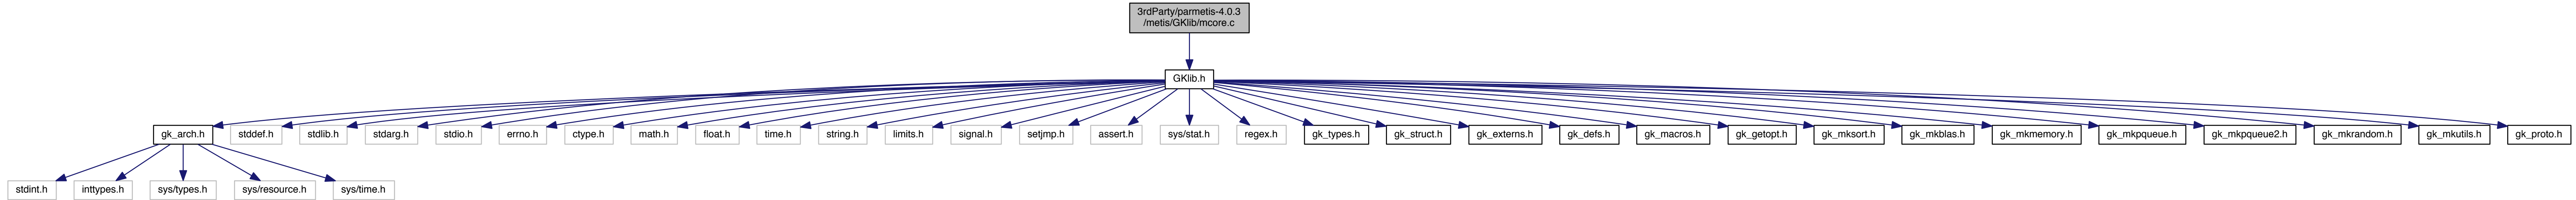 3rdParty/parmetis-4.0.3
/metis/GKlib/mcore.c
GKlib.h
gk_arch.h
stddef.h
stdlib.h
stdarg.h
stdio.h
errno.h
ctype.h
math.h
float.h
time.h
string.h
limits.h
signal.h
setjmp.h
assert.h
sys/stat.h
regex.h
gk_types.h
gk_struct.h
gk_externs.h
gk_defs.h
gk_macros.h
gk_getopt.h
gk_mksort.h
gk_mkblas.h
gk_mkmemory.h
gk_mkpqueue.h
gk_mkpqueue2.h
gk_mkrandom.h
gk_mkutils.h
gk_proto.h
stdint.h
inttypes.h
sys/types.h
sys/resource.h
sys/time.h